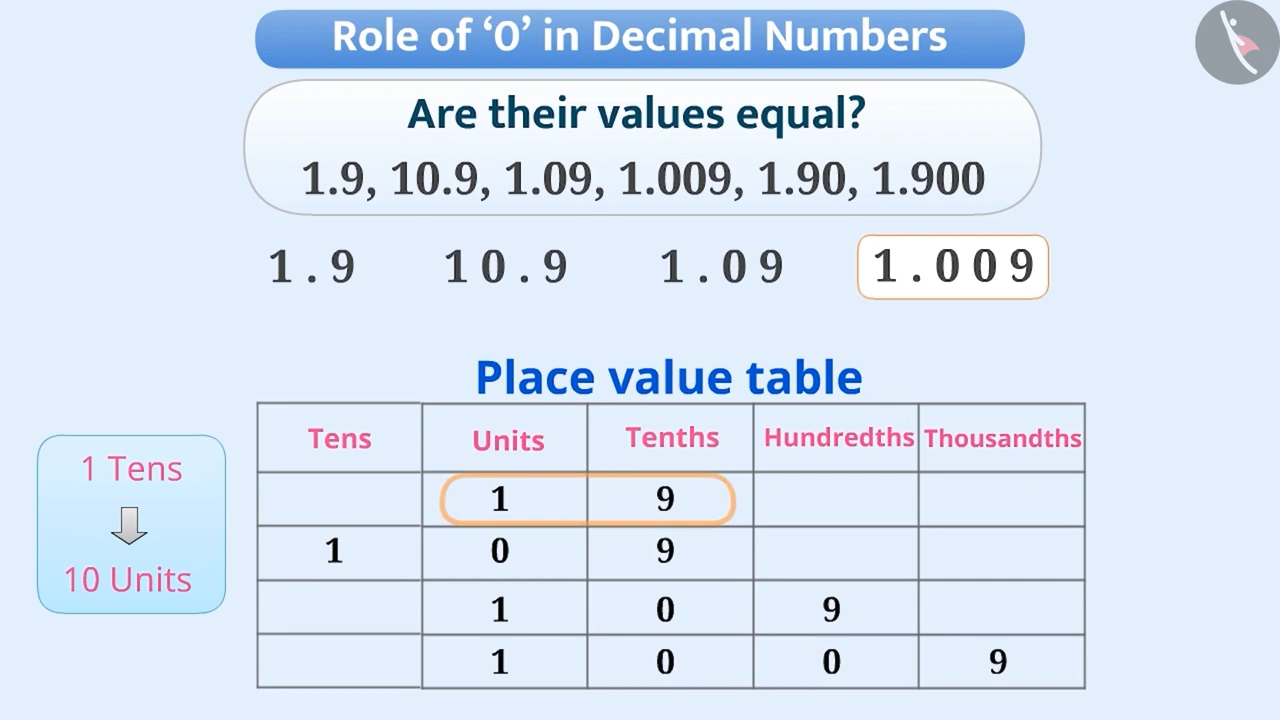 Role of ‘0’ in Decimal Numbers
Are their values equal?
1.9, 10.9, 1.09, 1.009, 1.90, 1.900
1.9 10.9 1.09 1.009
Place value table
Tens Units Tenths Hundredths Thousandths
1 9
1 0 9
1 0 9
1 0 0 9
1 Tens
10 Units